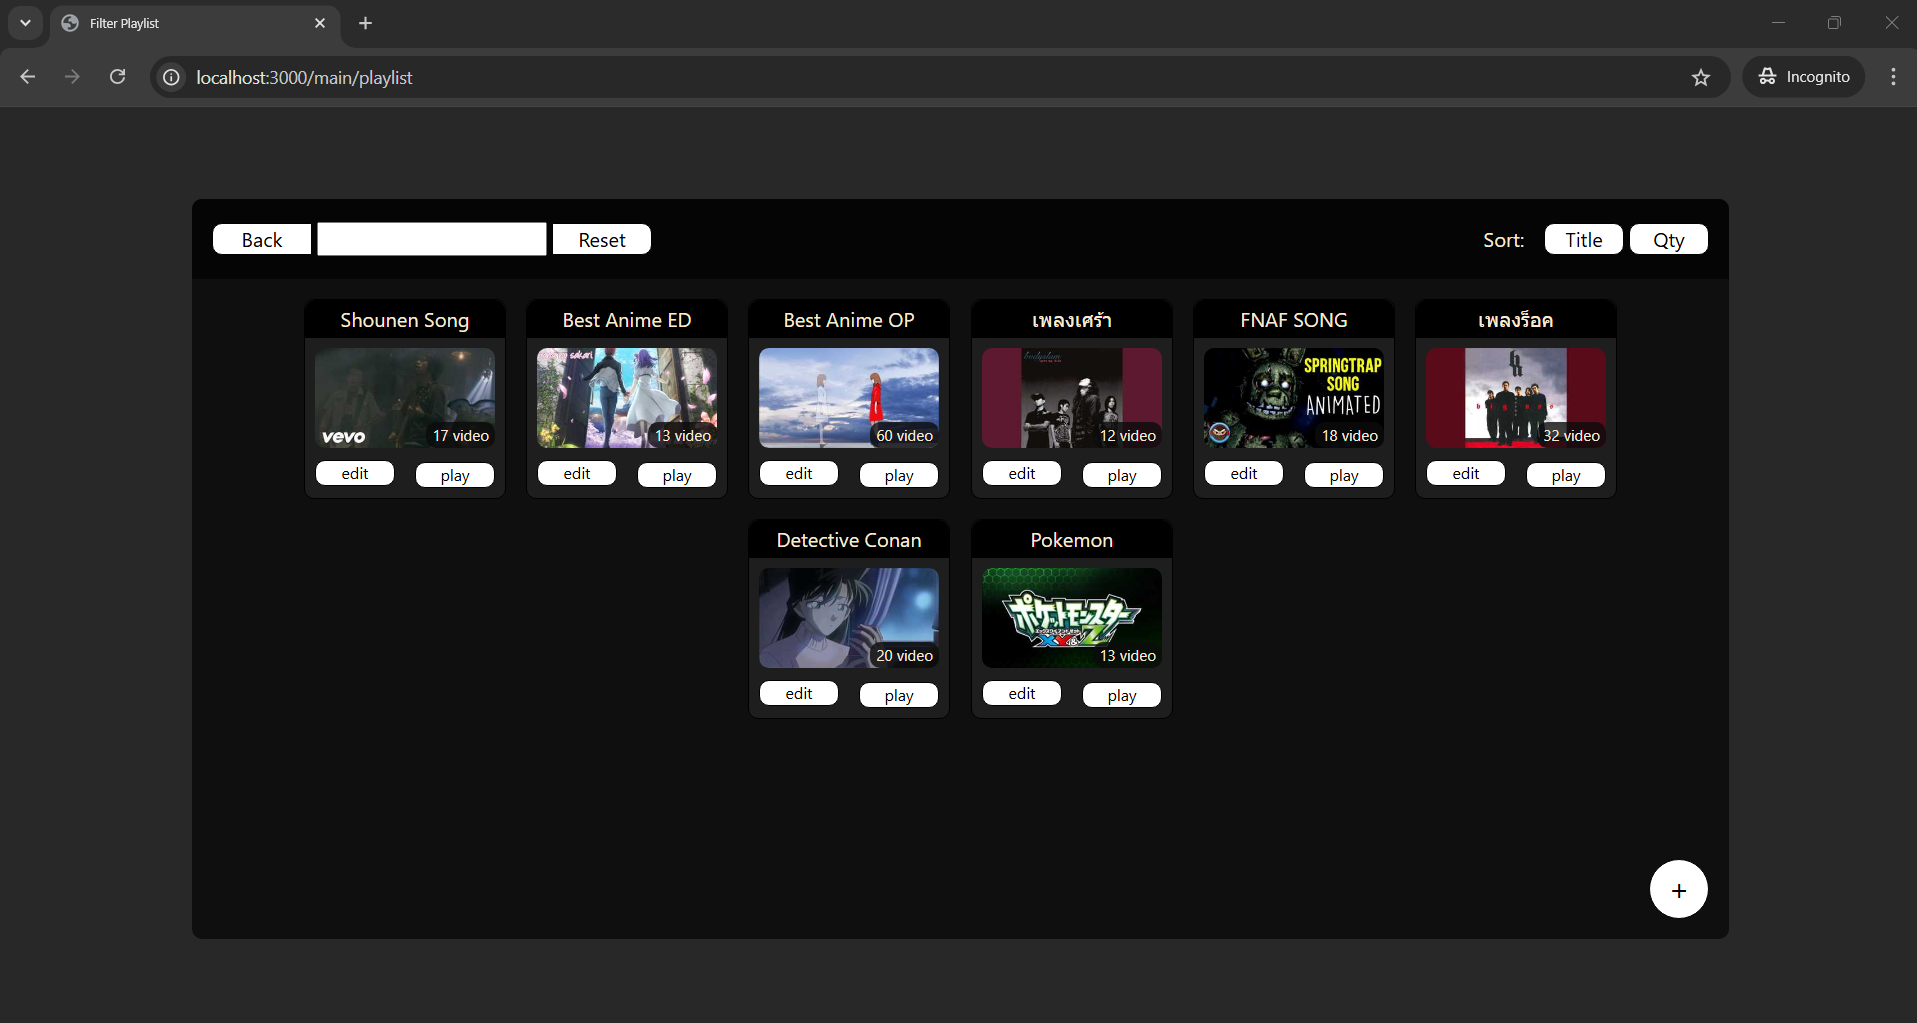 Filter Playlist
localhost:3000/main/playlist
Incognito
Back
Reset
Sort:
Title
Qty
Shounen Song
vevo
17 video
edit
play
Best Anime ED
13 video
edit
play
Best Anime OP
60 video
edit
play
เพลงเศร้า
bodyslam
12 video
edit
play
FNAF SONG
SPRINGTRAP
SONG
ANIMATED
18 video
edit
play
เพลงร็อค
32 video
edit
play
Detective Conan
20 video
edit
play
Pokemon
ポケットモンスター
XY&Z
13 video
edit
play
+